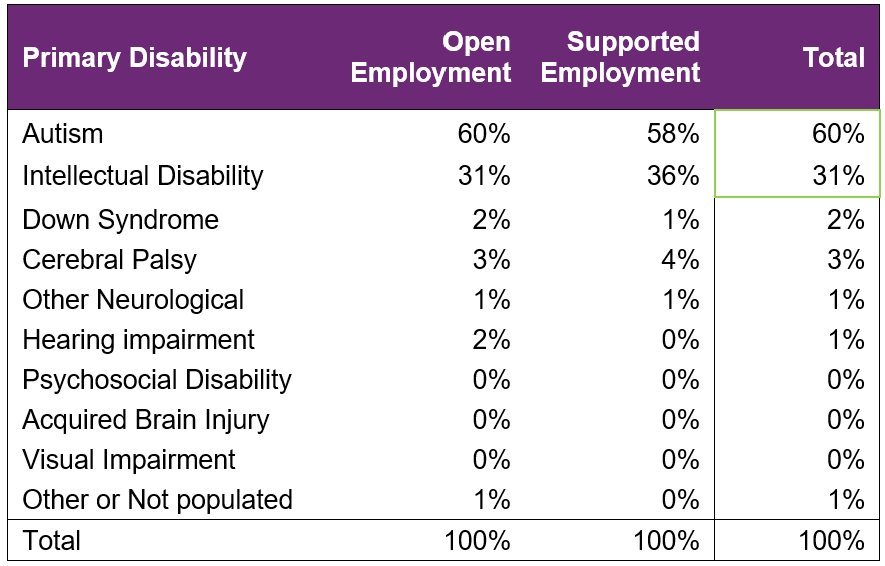 Primary Disability Open Employment Supported Employment Total
Autism 60% 58% 60%
Intellectual Disability 31% 36% 31%
Down Syndrome 2% 1% 2%
Cerebral Palsy 3% 4% 3%
Other Neurological 1% 1% 1%
Hearing impairment 2% 0% 1%
Psychosocial Disability 0% 0% 0%
Acquired Brain Injury 0% 0% 0%
Visual Impairment 0% 0% 0%
Other or Not populated 1% 0% 1%
Total 100% 100% 100%